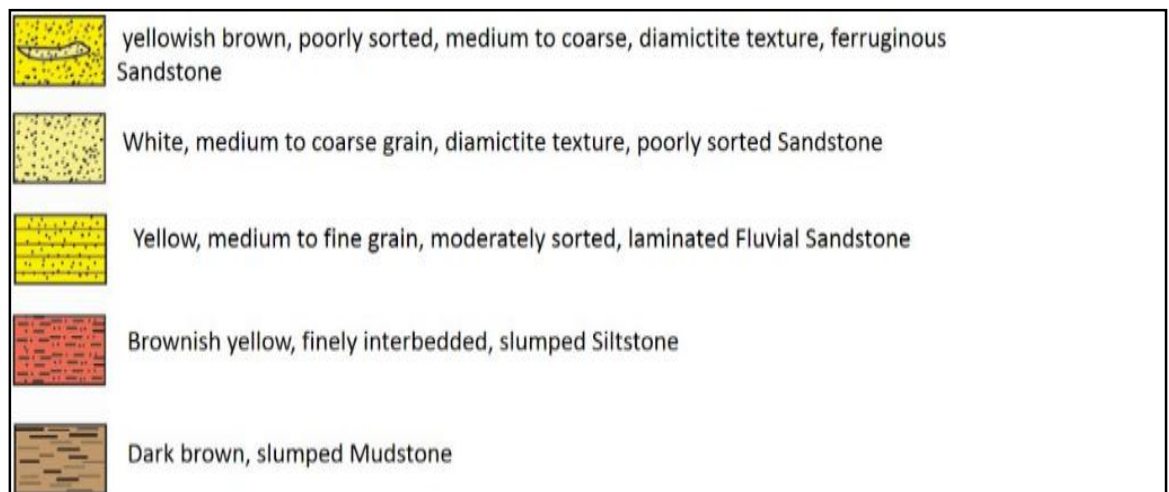 yellowish brown, poorly sorted, medium to coarse, diamictite texture, ferruginous
Sandstone
White, medium to coarse grain, diamictite texture, poorly sorted Sandstone
Yellow, medium to fine grain, moderately sorted, laminated Fluvial Sandstone
Brownish yellow, finely interbedded, slumped Siltstone
Dark brown, slumped Mudstone